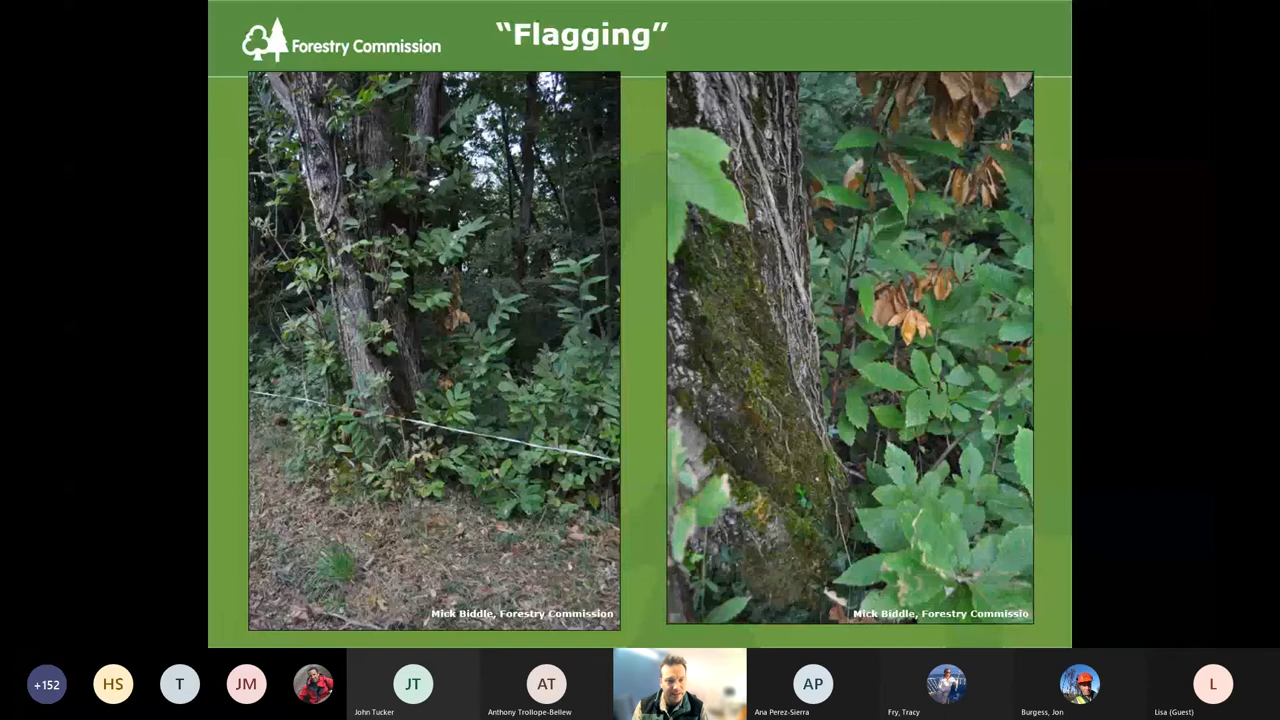 Forestry Commission
“Flagging”
Mick Biddle, Forestry Commission
Mick Biddle, Forestry Commissio
+152
HS
T
JM
JT
AT
AP
L
John Tucker
Anthony Trollope-Bellew
Ana Perez-Sierra
Fry, Tracy
Burgess, Jon
Lisa (Guest)